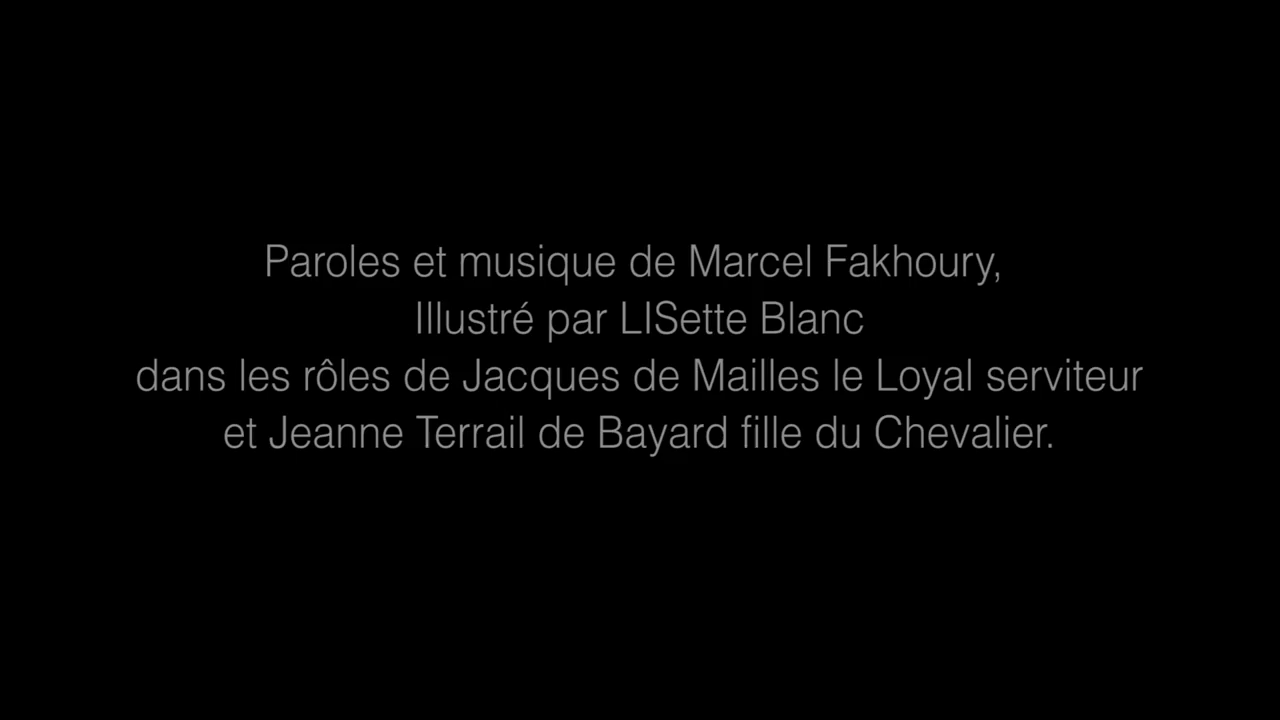 Paroles et musique de Marcel Fakhoury,
Illustré par LISette Blanc
dans les rôles de Jacques de Mailles le Loyal serviteur
et Jeanne Terrail de Bayard fille du Chevalier.